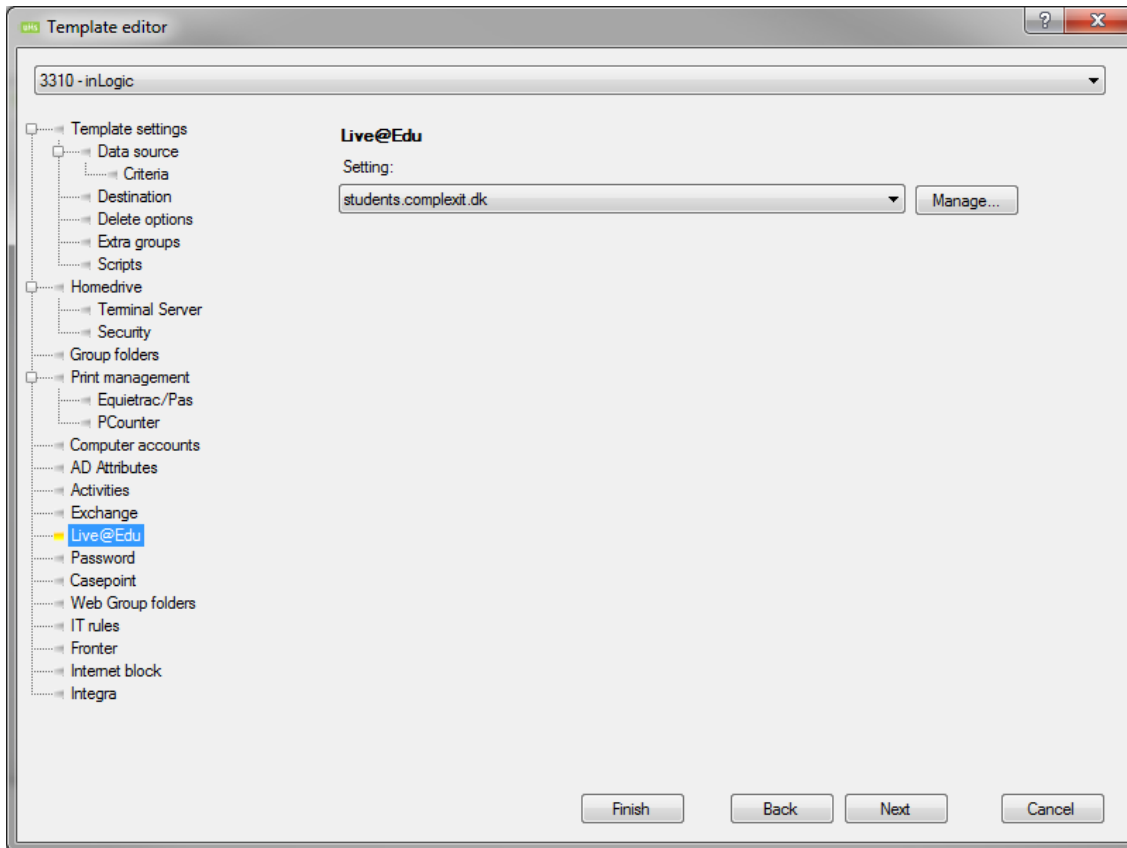 UMS Template editor
3310 - inLogic
Template settings
Data source
Criteria
Destination
Delete options
Extra groups
Scripts
Homedrive
Terminal Server
Security
Group folders
Print management
Equietrac/Pas
PCounter
Computer accounts
AD Attributes
Activities
Exchange
Live@Edu
Password
Casepoint
Web Group folders
IT rules
Fronter
Internet block
Integra
Live@Edu
Setting:
students.complexit.dk Manage...
Finish Back Next Cancel